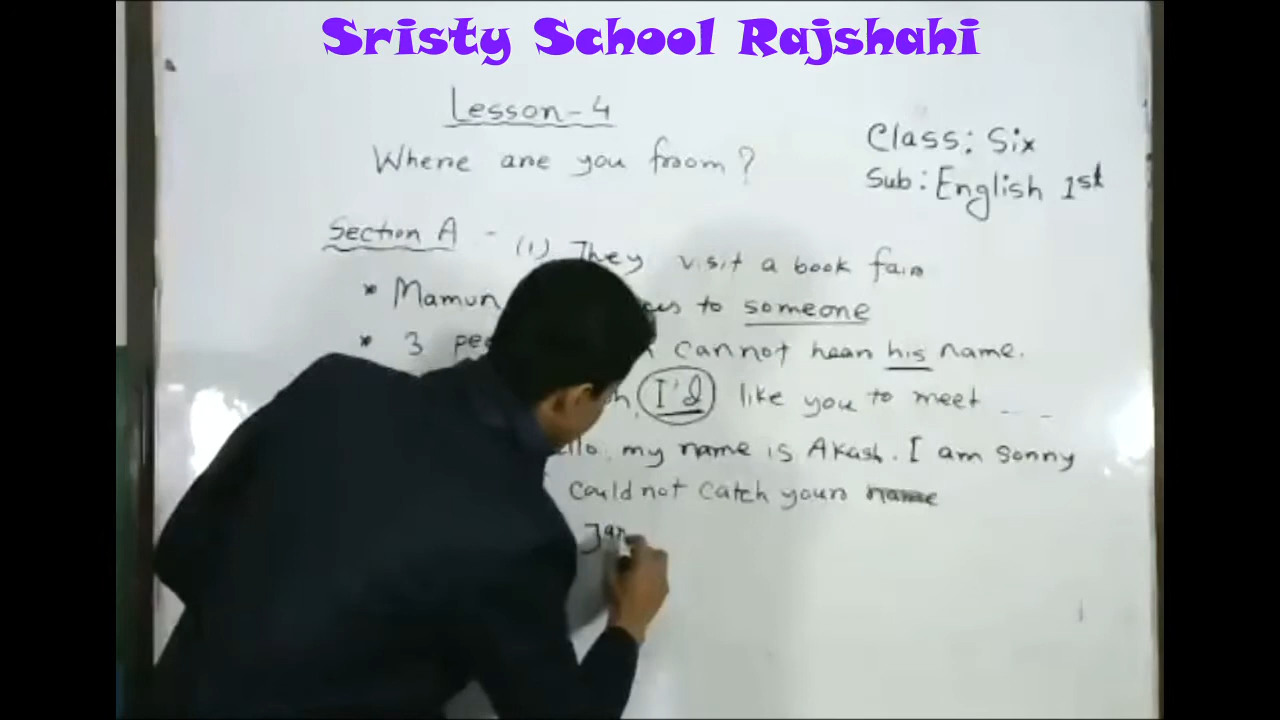 Sristy School Rajshahi
Lesson-4
Where are you from?
Class: Six
Sub: English 1st
Section A - (1) They visit a book fair
* Mamun to someone
* 3 cannot hear his name.
I'd like you to meet ...
my name is Akash. I am sorry
could not catch your name